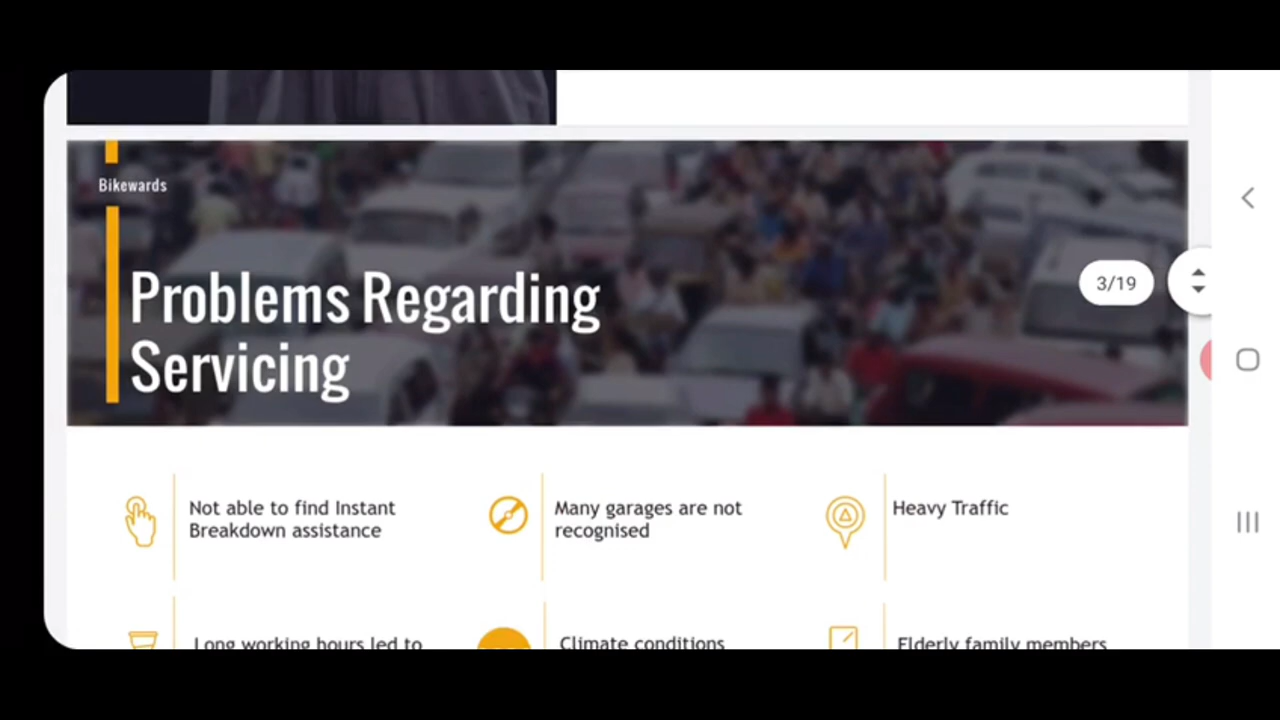 Bikewards
Problems Regarding
Servicing
3/19
Not able to find Instant
Breakdown assistance
Many garages are not
recognised
Heavy Traffic
Long working hours led to
Climate conditions
Elderly family members